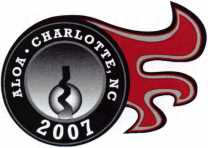 ALOA • CHARLOTTE, NC
2007